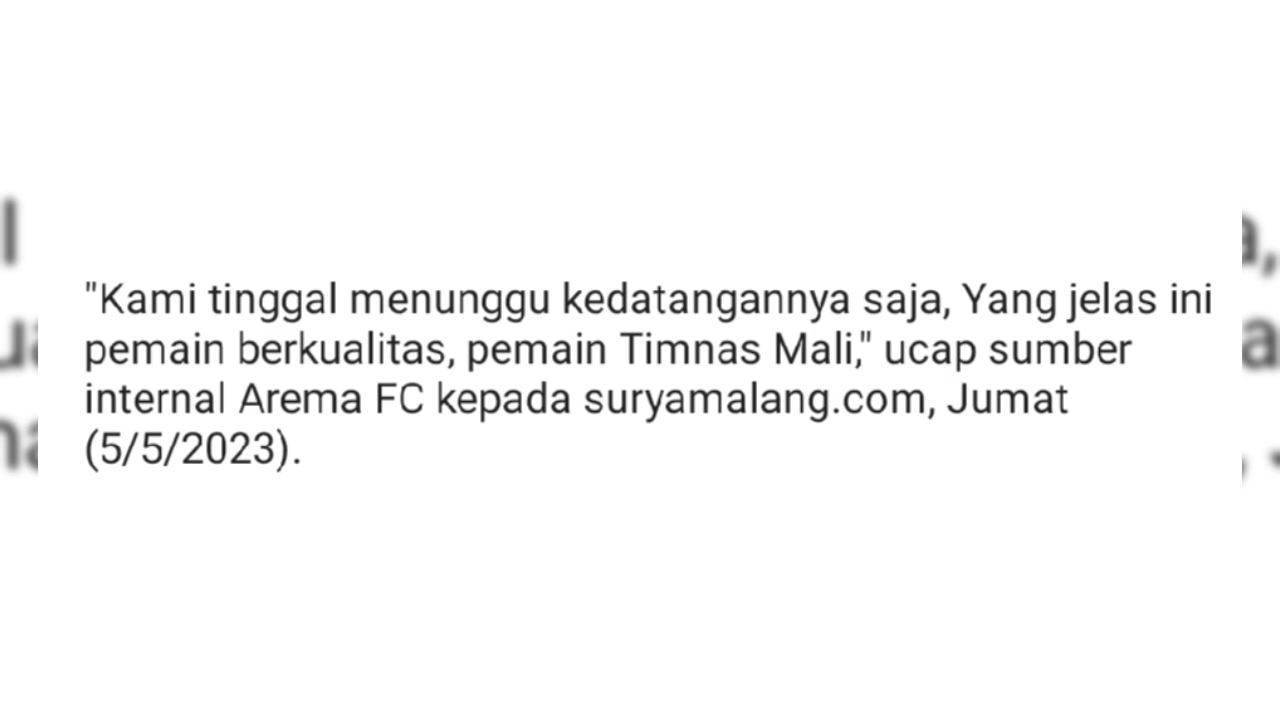 "Kami tinggal menunggu kedatangannya saja, Yang jelas ini
pemain berkualitas, pemain Timnas Mali," ucap sumber
internal Arema FC kepada suryamalang.com, Jumat
(5/5/2023).